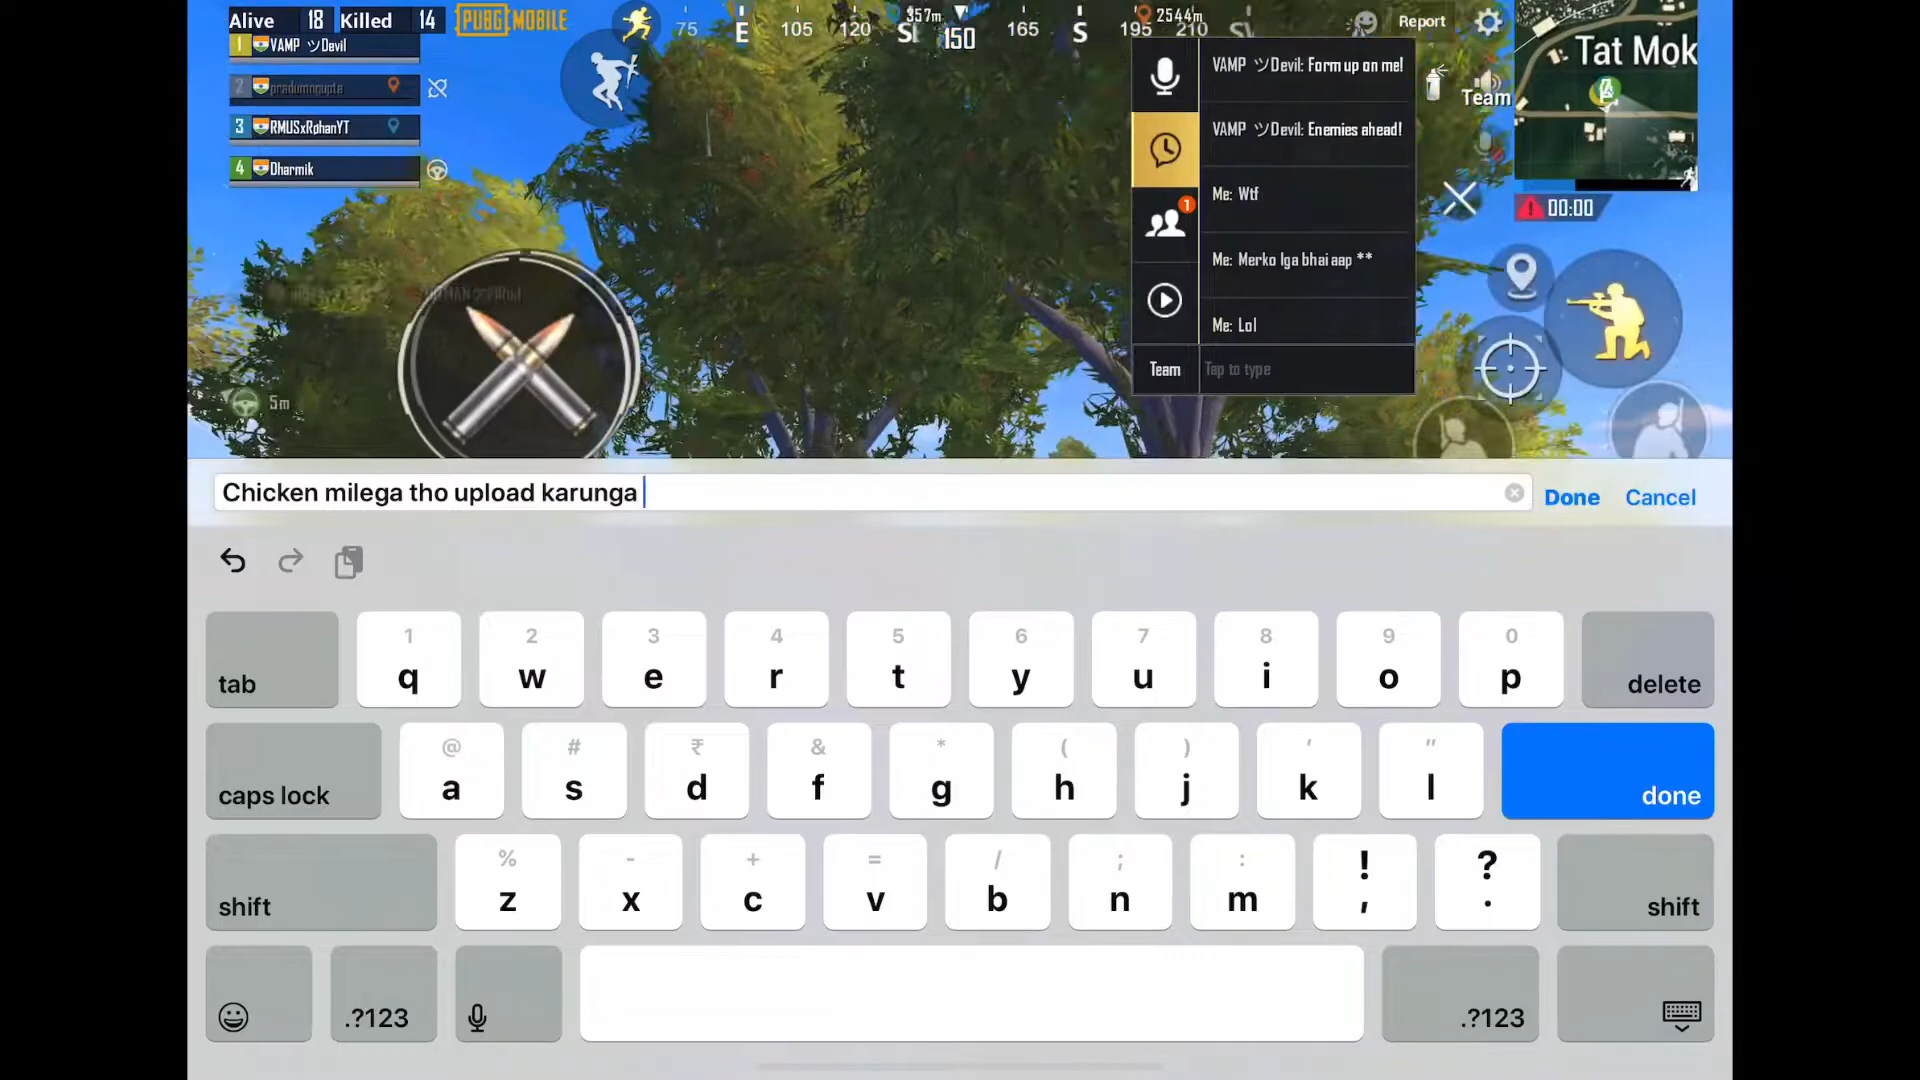 Alive 18 Killed 14 PUBG MOBILE
75 E 105 120 150 165 S 195 210
357m
2544m
Report
1 VAMP ツDevil
2 pradumngupta
3 RMUSxRohanYT
4 Dharmik
Tat Mok
Team
00:00
VAMP ツDevil: Form up on me!
VAMP ツDevil: Enemies ahead!
Me: Wtf
1
Me: Merko lga bhai aap **
Me: Lol
Team Tap to type
5m
Chicken milega tho upload karunga
Done Cancel
1 2 3 4 5 6 7 8 9 0
tab q w e r t y u i o p delete
@ # ₹ & * ( ) ' "
caps lock a s d f g h j k l done
% - + = / ; : ! ?
shift z x c v b n m , . shift
.?123 .?123